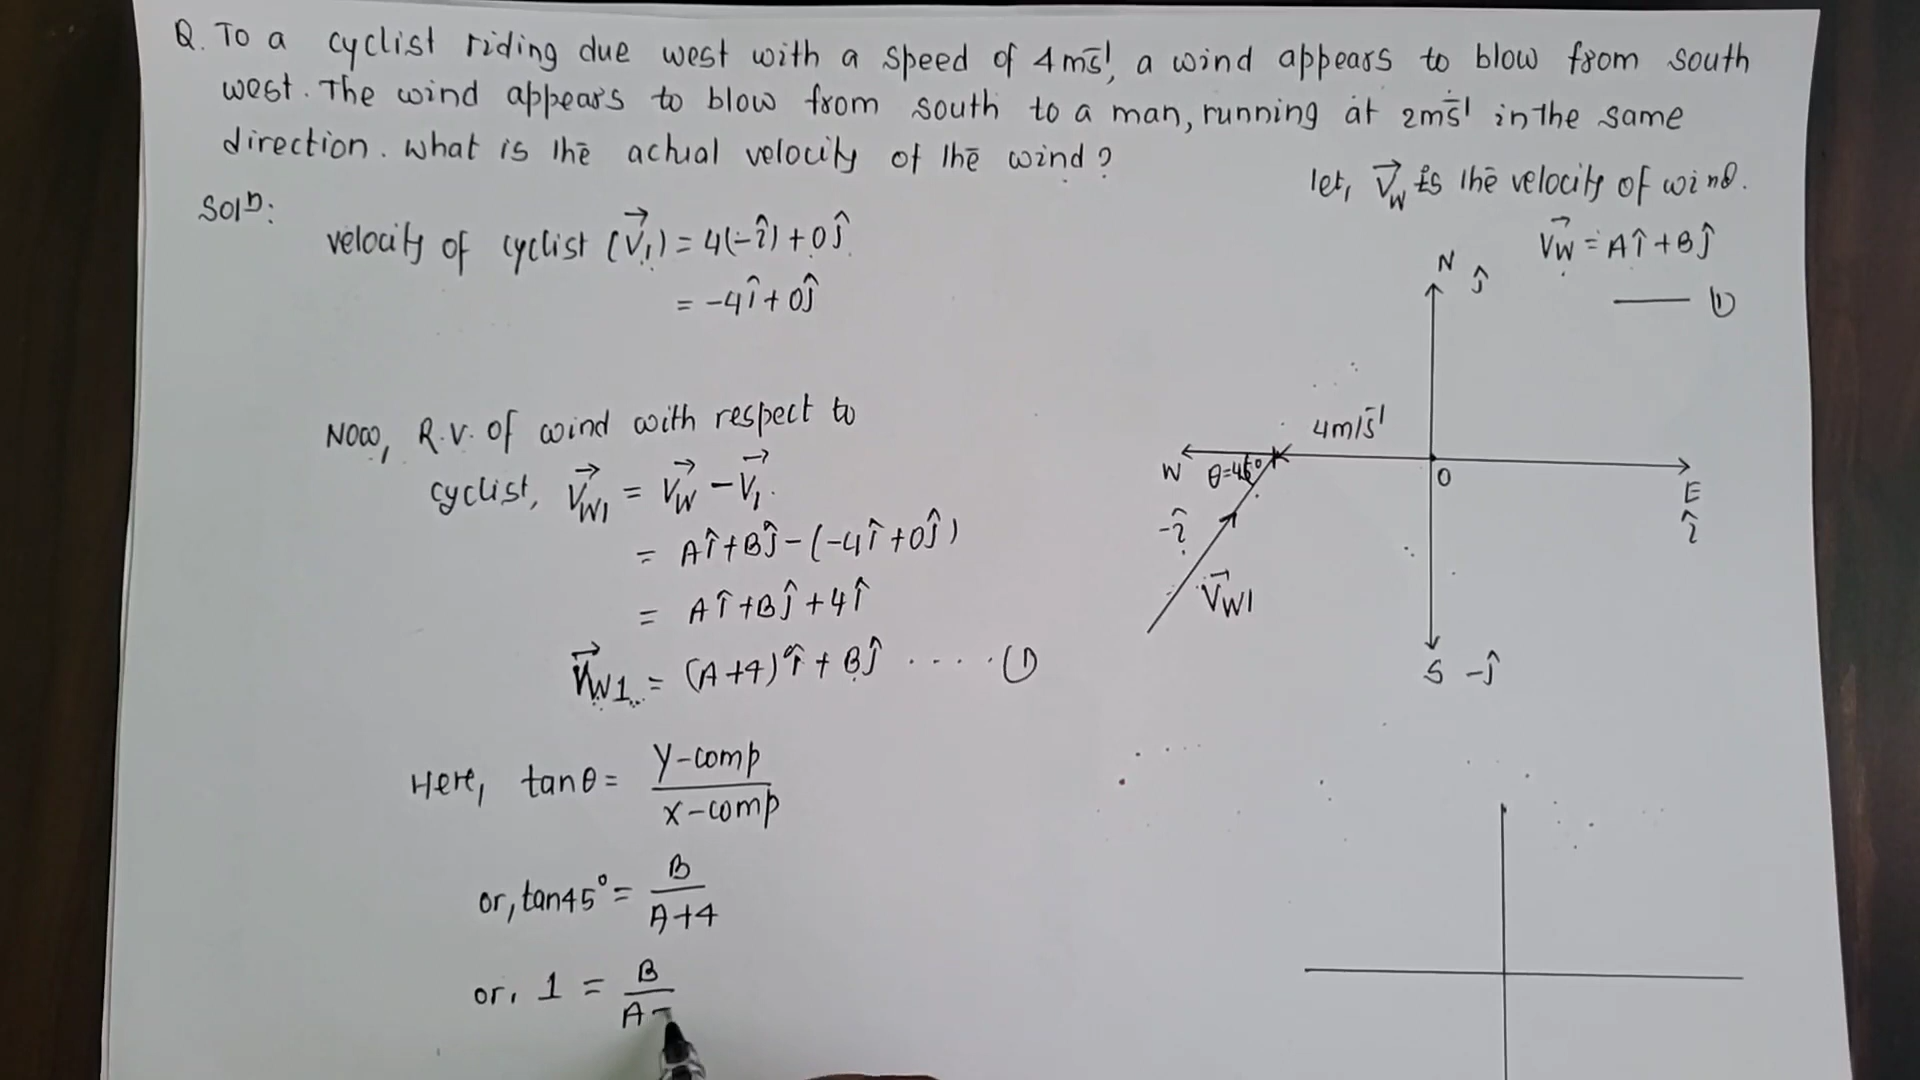 Q. To a cyclist riding due west with a speed of 4ms⁻¹, a wind appears to blow from south
west. The wind appears to blow from south to a man, running at 2ms⁻¹ in the same
direction. What is the actual velocity of the wind?
let, V⃗w is the velocity of wind.
Solⁿ:
velocity of cyclist (V⃗₁) = 4(-î) + 0ĵ
= -4î + 0ĵ
V⃗w = Aî + Bĵ
—— ①
N ĵ
Now, R.V. of wind with respect to
cyclist, V⃗w₁ = V⃗w - V⃗₁
= Aî + Bĵ - (-4î + 0ĵ)
= Aî + Bĵ + 4î
V⃗w1 = (A+4)î + Bĵ ..... ①
4m/s⁻¹
W θ=45° O E
-î î
V⃗w1
S -ĵ
Here, tanθ = y-comp / x-comp
or, tan45° = B / A+4
or, 1 = B / A